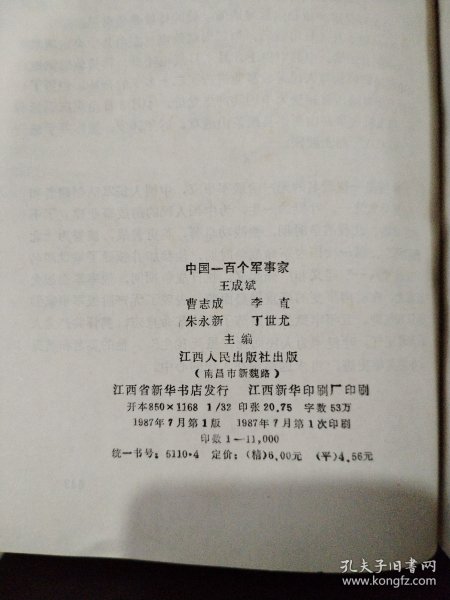 中国一百个军事家
王成斌
曹志成 李直
朱永新 丁世尤
主编
江西人民出版社出版
(南昌市新魏路)
江西省新华书店发行 江西新华印刷厂印刷
开本850×1168 1/32 印张20.75 字数53万
1987年7月第1版 1987年7月第1次印刷
印数1-11,000
统一书号：6110·4 定价：(精)6.00元 (平)4.56元
孔夫子旧书网
www.kongfz.com